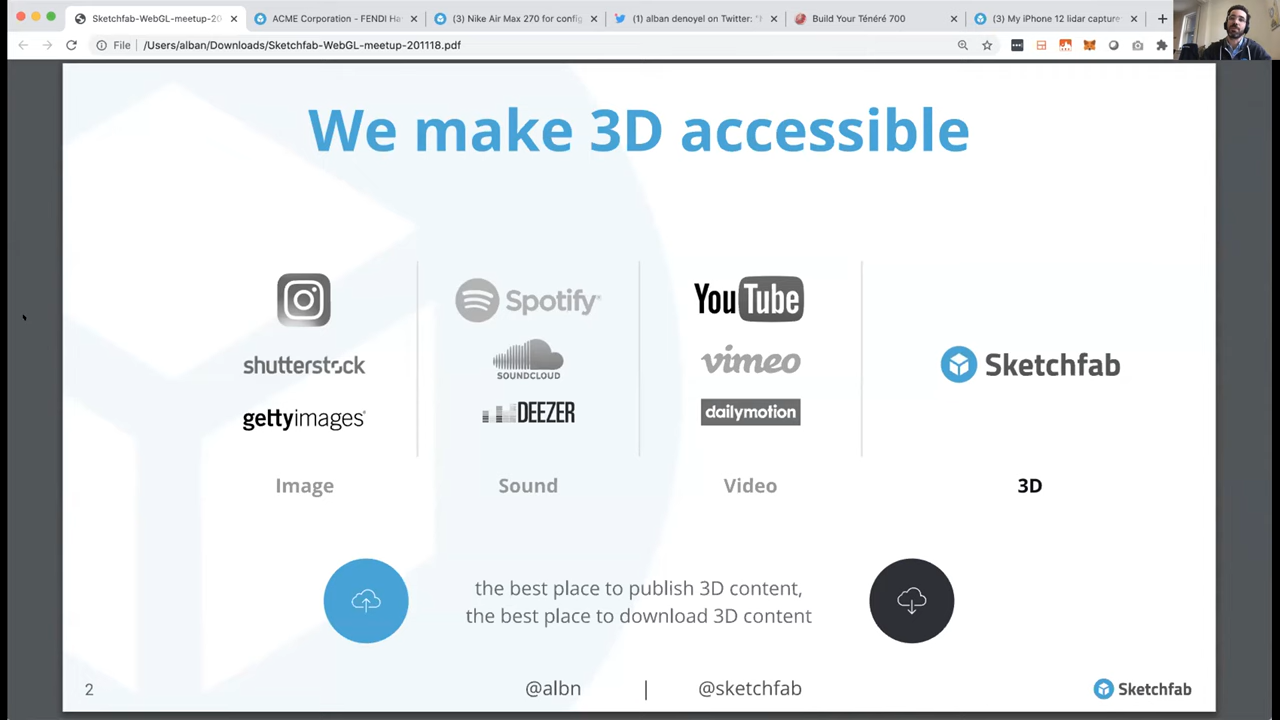 Sketchfab-WebGL-meetup-20
ACME Corporation - FENDI Ha
(3) Nike Air Max 270 for config
(1) alban denoyel on Twitter: "
Build Your Ténéré 700
(3) My iPhone 12 lidar capture
File
/Users/alban/Downloads/Sketchfab-WebGL-meetup-201118.pdf
We make 3D accessible
shutterstock
gettyimages®
Image
Spotify®
SOUNDCLOUD
DEEZER
Sound
YouTube
vimeo
dailymotion
Video
Sketchfab
3D
the best place to publish 3D content,
the best place to download 3D content
2
@albn | @sketchfab
Sketchfab